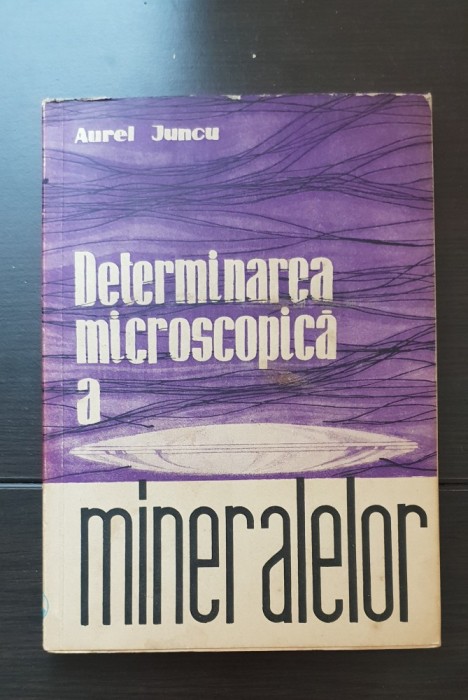 Aurel Juncu
Determinarea
microscopică
a
mineralelor